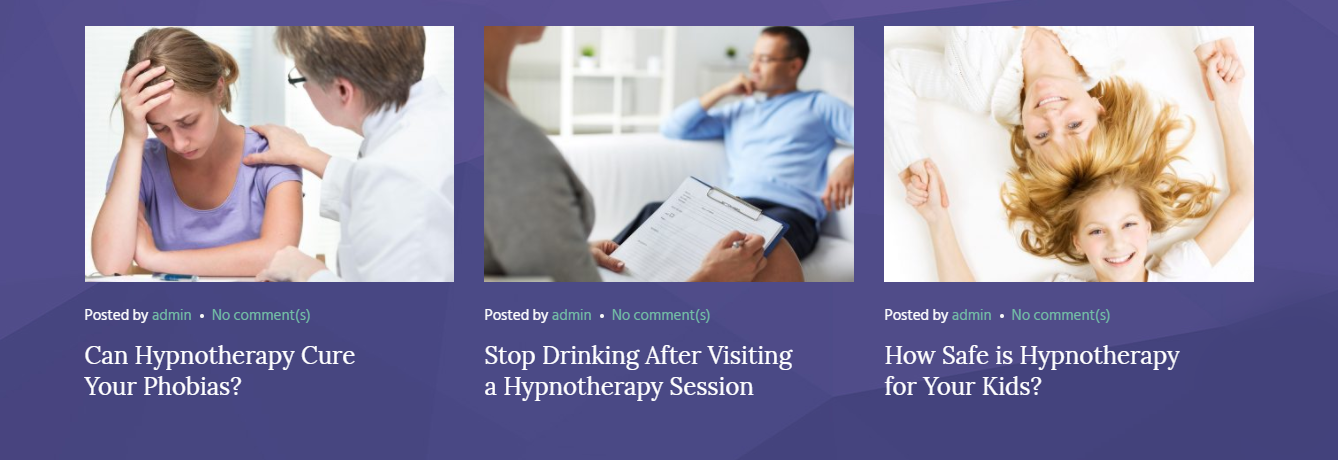 Posted by admin • No comment(s)
Can Hypnotherapy Cure
Your Phobias?
Posted by admin • No comment(s)
Stop Drinking After Visiting
a Hypnotherapy Session
Posted by admin • No comment(s)
How Safe is Hypnotherapy
for Your Kids?